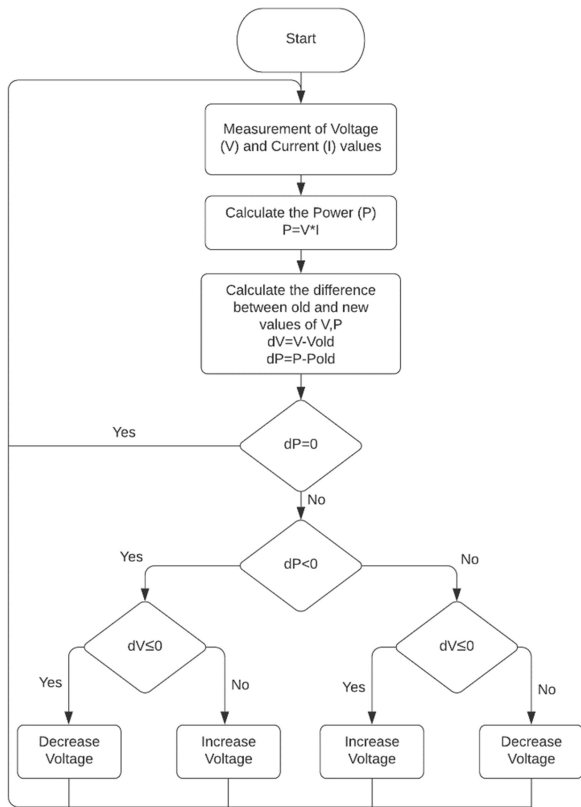 Start
Measurement of Voltage
(V) and Current (I) values
Calculate the Power (P)
P=V*I
Calculate the difference
between old and new
values of V,P
dV=V-Vold
dP=P-Pold
Yes
dP=0
No
Yes
dP<0
No
dV≤0
dV≤0
Yes
No
Yes
No
Decrease
Voltage
Increase
Voltage
Increase
Voltage
Decrease
Voltage